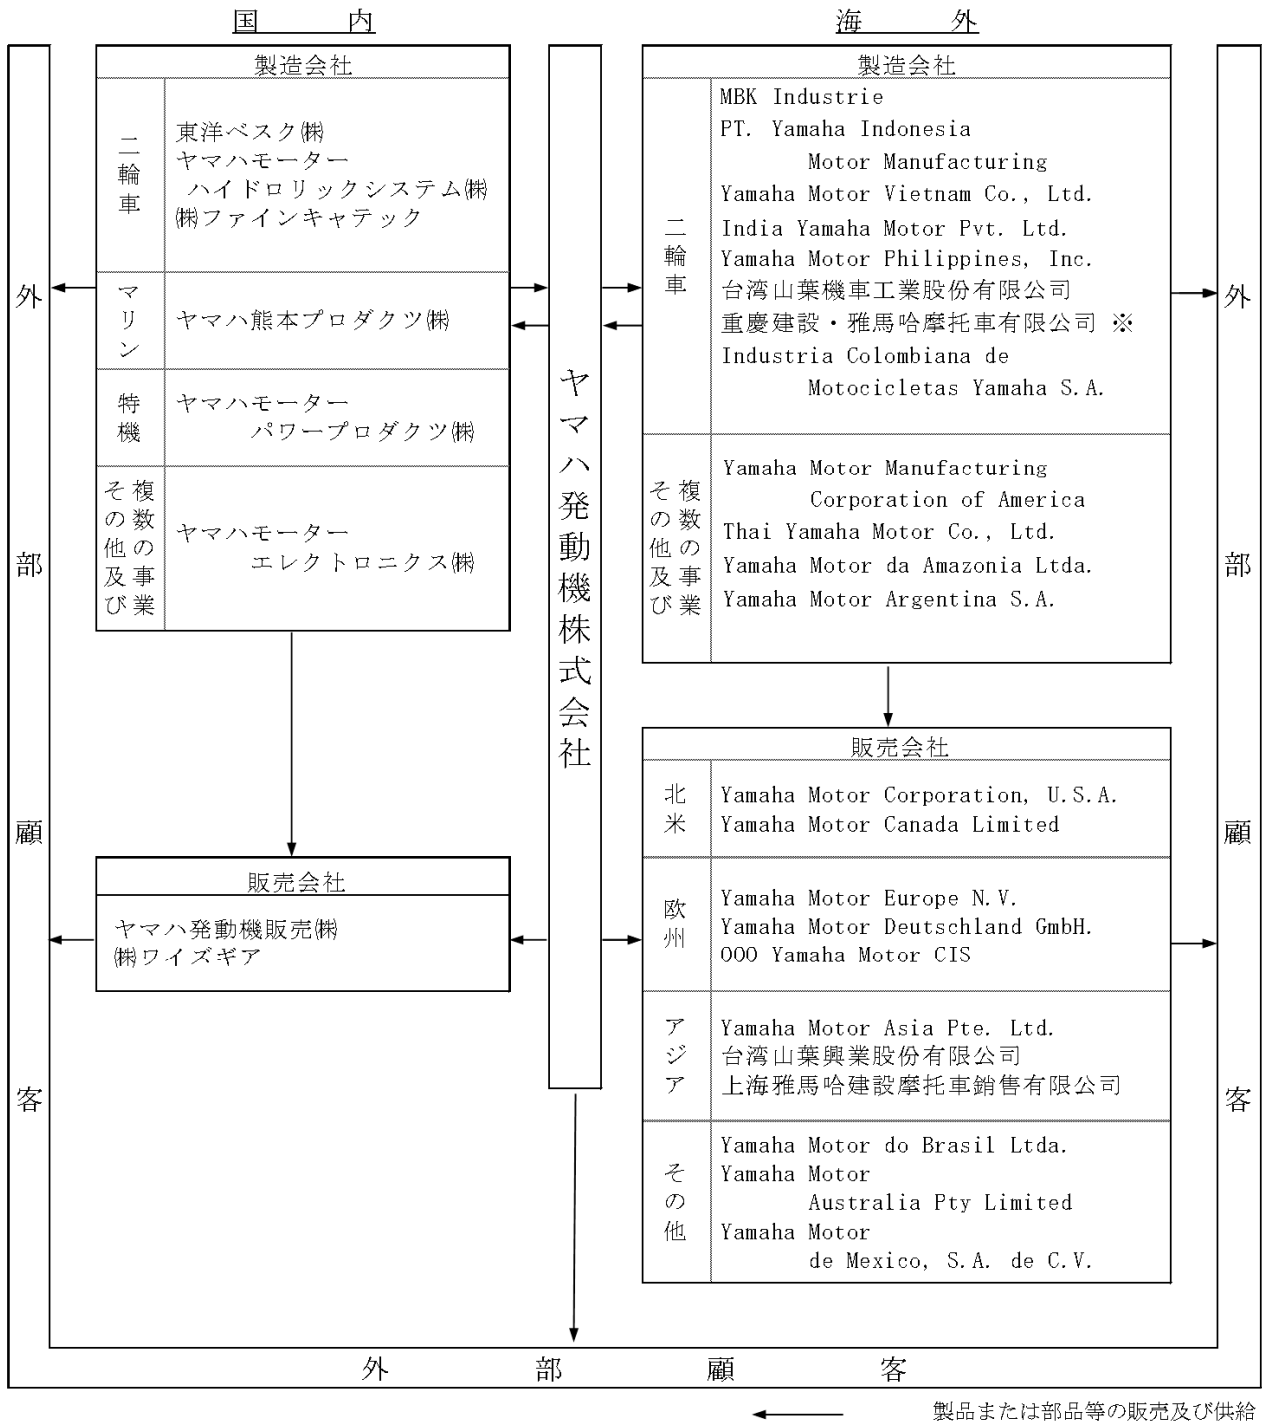 国内
海外
製造会社
二輪車
東洋ベスク㈱
ヤマハモーター
ハイドロリックシステム㈱
㈱ファインキャテック
マリン
ヤマハ熊本プロダクツ㈱
特機
ヤマハモーター
パワープロダクツ㈱
その他及び
複数の事業
ヤマハモーター
エレクトロニクス㈱
販売会社
ヤマハ発動機販売㈱
㈱ワイズギア
ヤマハ発動機株式会社
製造会社
二輪車
MBK Industrie
PT. Yamaha Indonesia
Motor Manufacturing
Yamaha Motor Vietnam Co., Ltd.
India Yamaha Motor Pvt. Ltd.
Yamaha Motor Philippines, Inc.
台湾山葉機車工業股份有限公司
重慶建設・雅馬哈摩托車有限公司 ※
Industria Colombiana de
Motocicletas Yamaha S.A.
その他及び
複数の事業
Yamaha Motor Manufacturing
Corporation of America
Thai Yamaha Motor Co., Ltd.
Yamaha Motor da Amazonia Ltda.
Yamaha Motor Argentina S.A.
販売会社
北米
Yamaha Motor Corporation, U.S.A.
Yamaha Motor Canada Limited
欧州
Yamaha Motor Europe N.V.
Yamaha Motor Deutschland GmbH.
OOO Yamaha Motor CIS
アジア
Yamaha Motor Asia Pte. Ltd.
台湾山葉興業股份有限公司
上海雅馬哈建設摩托車銷售有限公司
その他
Yamaha Motor do Brasil Ltda.
Yamaha Motor
Australia Pty Limited
Yamaha Motor
de Mexico, S.A. de C.V.
外部顧客
外部顧客
外部顧客
製品または部品等の販売及び供給